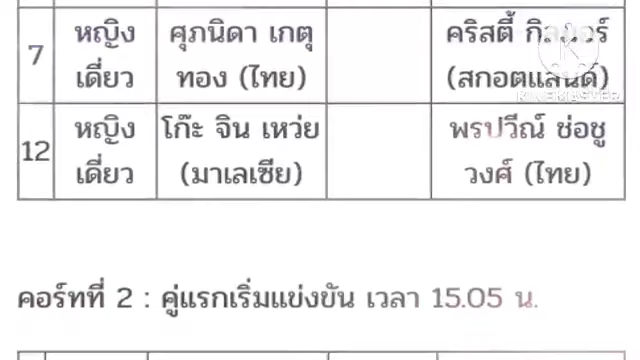 7 หญิงเดี่ยว ศุภนิดา เกตุทอง (ไทย) คริสตี้ กิลมอร์ (สกอตแลนด์)
KINEMASTER
12 หญิงเดี่ยว โก๊ะ จิน เหว่ย (มาเลเซีย) พรปวีณ์ ช่อชูวงศ์ (ไทย)
คอร์ทที่ 2 : คู่แรกเริ่มแข่งขัน เวลา 15.05 น.